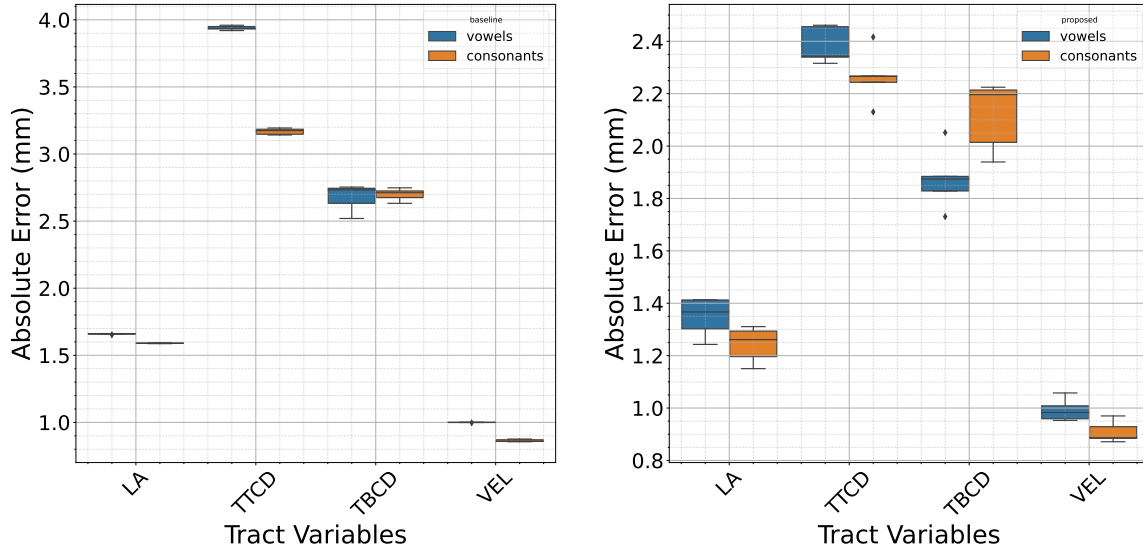 baseline
vowels
consonants
4.0
3.5
3.0
2.5
2.0
1.5
1.0
Absolute Error (mm)
LA
TTCD
TBCD
VEL
Tract Variables
proposed
vowels
consonants
2.4
2.2
2.0
1.8
1.6
1.4
1.2
1.0
0.8
Absolute Error (mm)
LA
TTCD
TBCD
VEL
Tract Variables